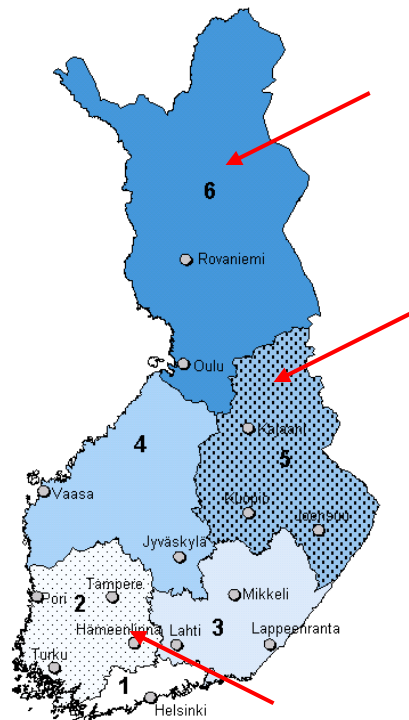 6
Rovaniemi
Oulu
Kajaani
4
5
Vaasa
Kuopio
Joensuu
Jyväskylä
Tampere
Mikkeli
Pori
2
3
Hämeenlinna
Lahti
Lappeenranta
Turku
1
Helsinki